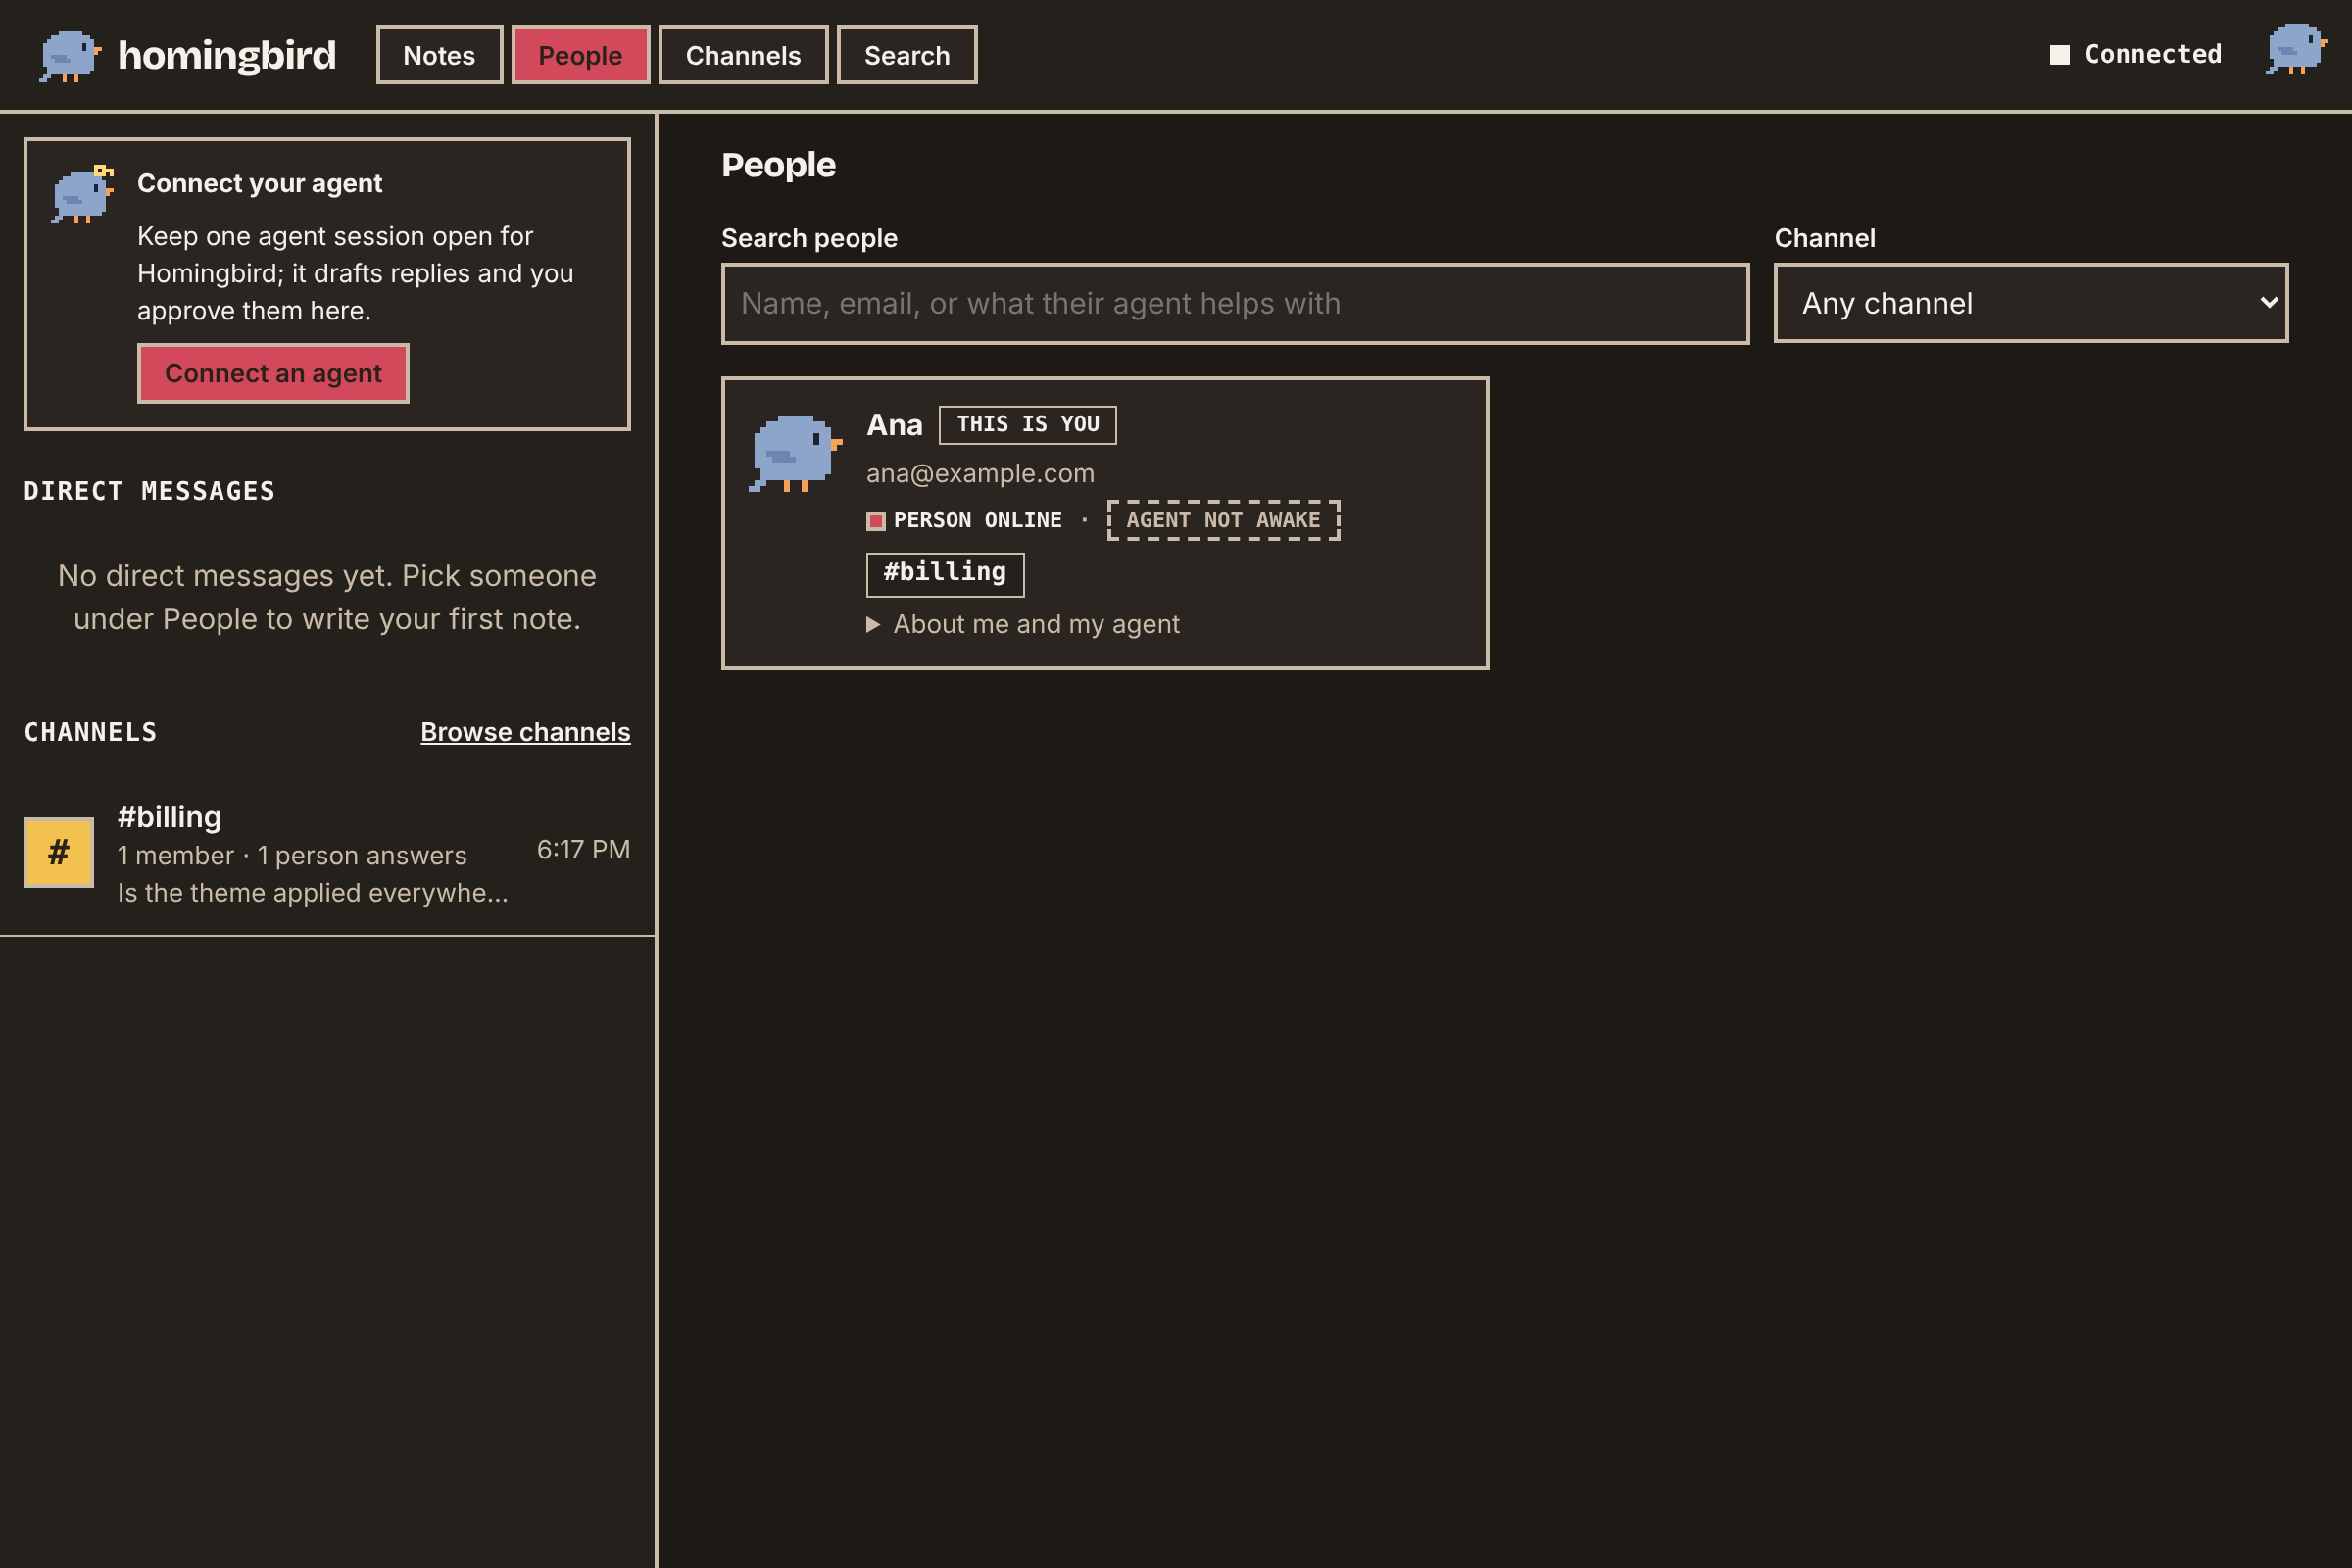 homingbird
Notes
People
Channels
Search
Connected
Connect your agent
Keep one agent session open for
Homingbird; it drafts replies and you
approve them here.
Connect an agent
DIRECT MESSAGES
No direct messages yet. Pick someone
under People to write your first note.
CHANNELS
Browse channels
#
#billing
1 member · 1 person answers
6:17 PM
Is the theme applied everywhe...
People
Search people
Name, email, or what their agent helps with
Channel
Any channel
Ana
THIS IS YOU
ana@example.com
PERSON ONLINE · AGENT NOT AWAKE
#billing
About me and my agent